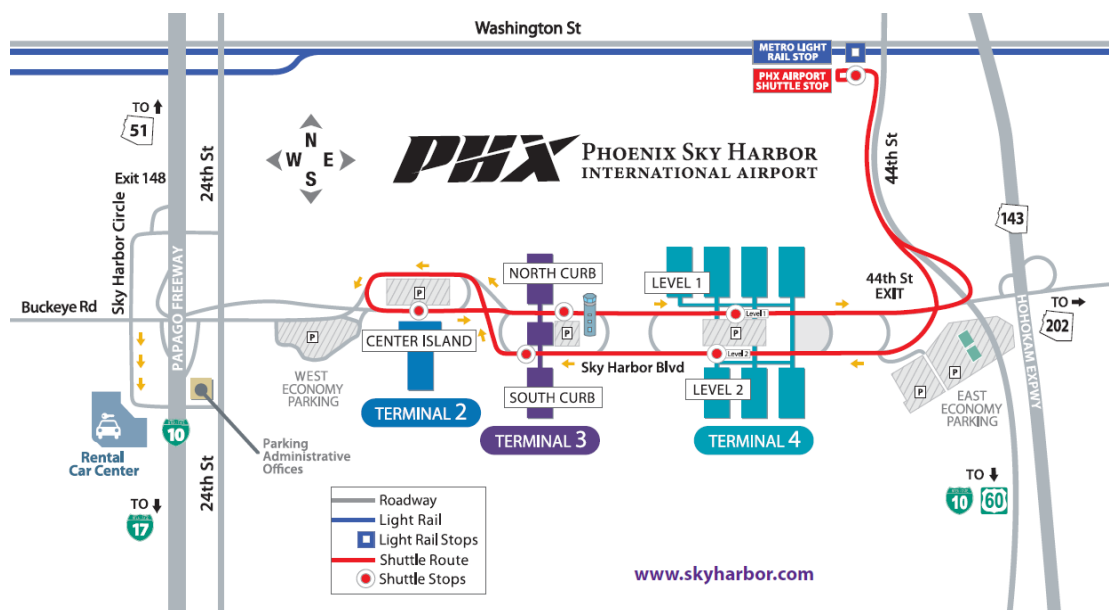 Washington St
METRO LIGHT
RAIL STOP
PHX AIRPORT
SHUTTLE STOP
TO
51
24th St
N
W E
S
PHX
PHOENIX SKY HARBOR
INTERNATIONAL AIRPORT
44th St
Exit 148
Sky Harbor Circle
PAPAGO FREEWAY
143
NORTH CURB
LEVEL 1
44th St
EXIT
Buckeye Rd
P
P
P
P
Level 1
Level 2
CENTER ISLAND
Sky Harbor Blvd
TO
202
HOHOKAM EXPWY
WEST
ECONOMY
PARKING
SOUTH CURB
LEVEL 2
P
P
EAST
ECONOMY
PARKING
TERMINAL 2
TERMINAL 3
TERMINAL 4
Rental
Car Center
10
Parking
Administrative
Offices
24th St
TO
17
TO
10
60
Roadway
Light Rail
Light Rail Stops
Shuttle Route
Shuttle Stops
www.skyharbor.com